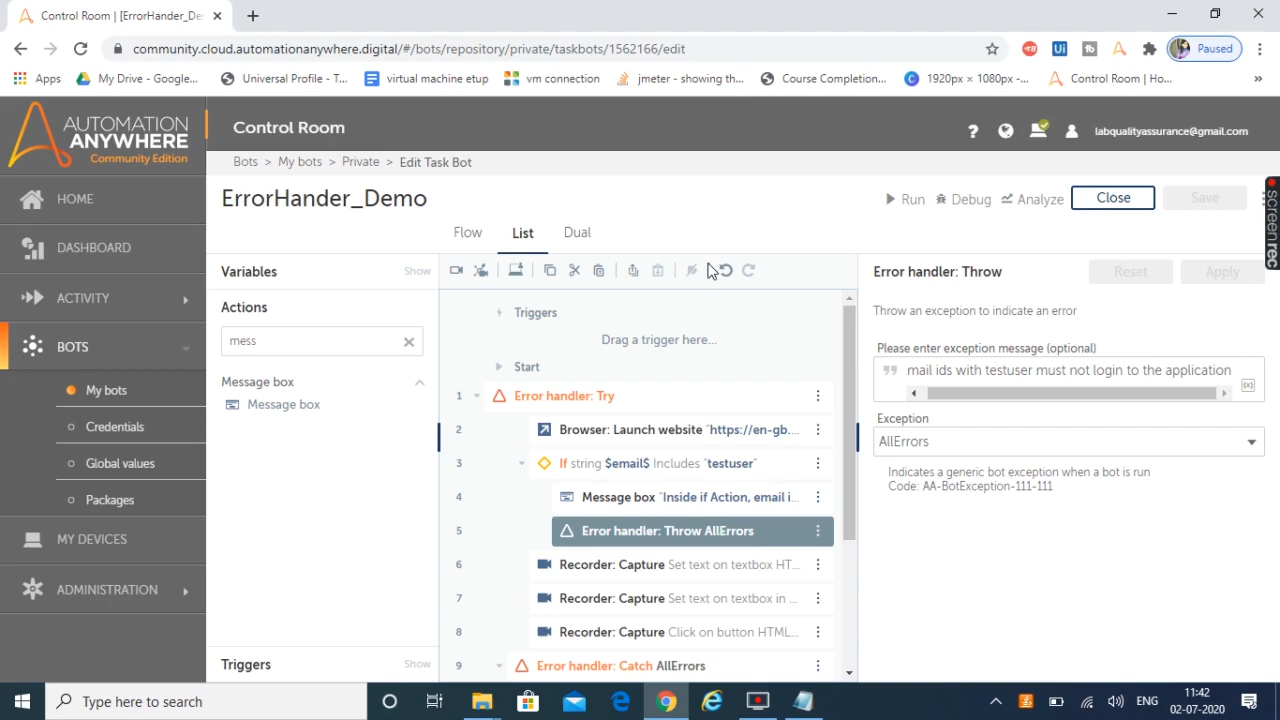 Control Room | [ErrorHander_De
community.cloud.automationanywhere.digital/#/bots/repository/private/taskbots/1562166/edit
Paused
Apps
My Drive - Google...
Universal Profile - T...
virtual machine etup
vm connection
jmeter - showing th...
Course Completion...
1920px × 1080px –...
Control Room | Ho...
AUTOMATION
ANYWHERE
Community Edition
Control Room
labqualityassurance@gmail.com
HOME
DASHBOARD
ACTIVITY
BOTS
My bots
Credentials
Global values
Packages
MY DEVICES
ADMINISTRATION
Bots > My bots > Private > Edit Task Bot
ErrorHander_Demo
Run
Debug
Analyze
Close
Save
Flow
List
Dual
Variables
Show
Actions
mess
Message box
Message box
Triggers
Show
Triggers
Drag a trigger here...
Start
1 Error handler: Try
2 Browser: Launch website "https://en-gb....
3 If string $email$ Includes "testuser"
4 Message box "Inside if Action, email i...
5 Error handler: Throw AllErrors
6 Recorder: Capture Set text on textbox HT...
7 Recorder: Capture Set text on textbox in ...
8 Recorder: Capture Click on button HTML...
9 Error handler: Catch AllErrors
Error handler: Throw
Reset
Apply
Throw an exception to indicate an error
Please enter exception message (optional)
mail ids with testuser must not login to the application
(x)
Exception
AllErrors
Indicates a generic bot exception when a bot is run
Code: AA-BotException-111-111
screenrec
Type here to search
ENG
11:42
02-07-2020